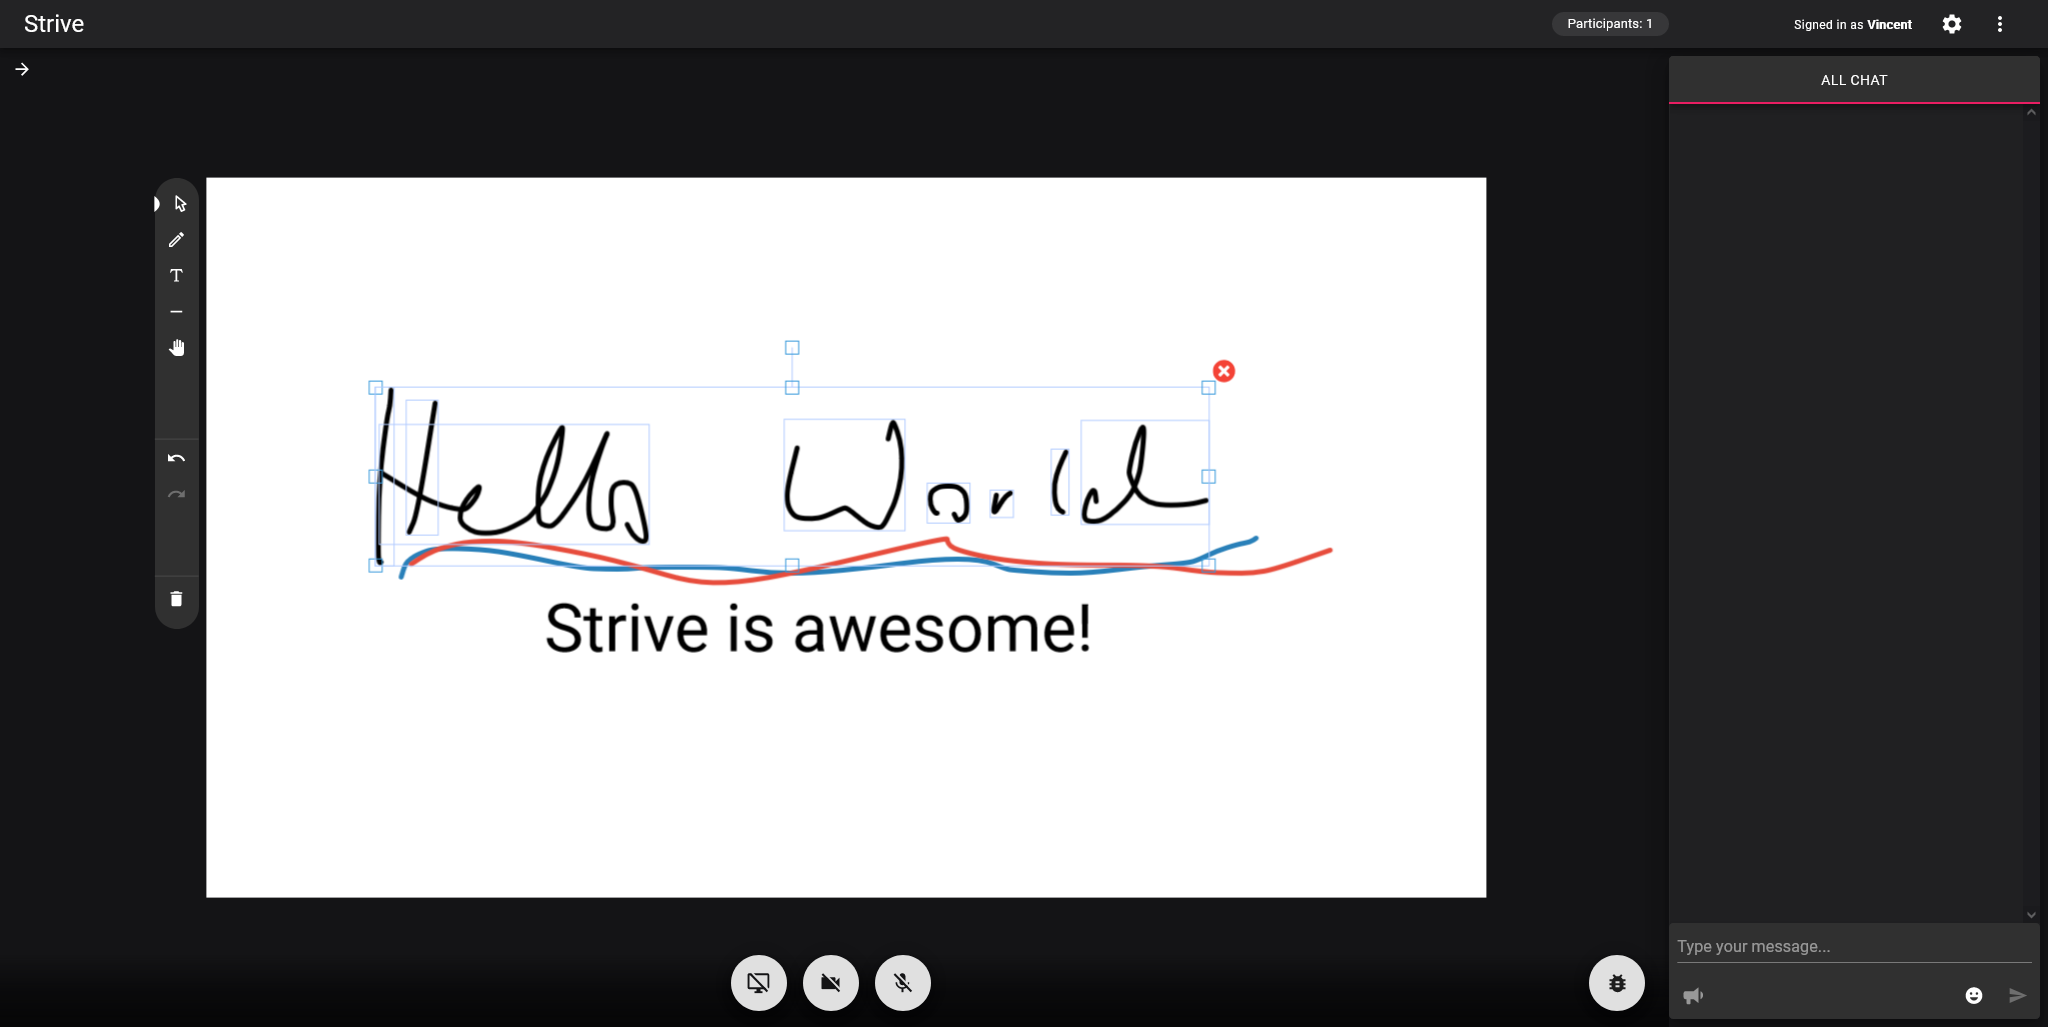 Strive
Participants: 1
Signed in as Vincent
ALL CHAT
T
Hello World
Strive is awesome!
Type your message...